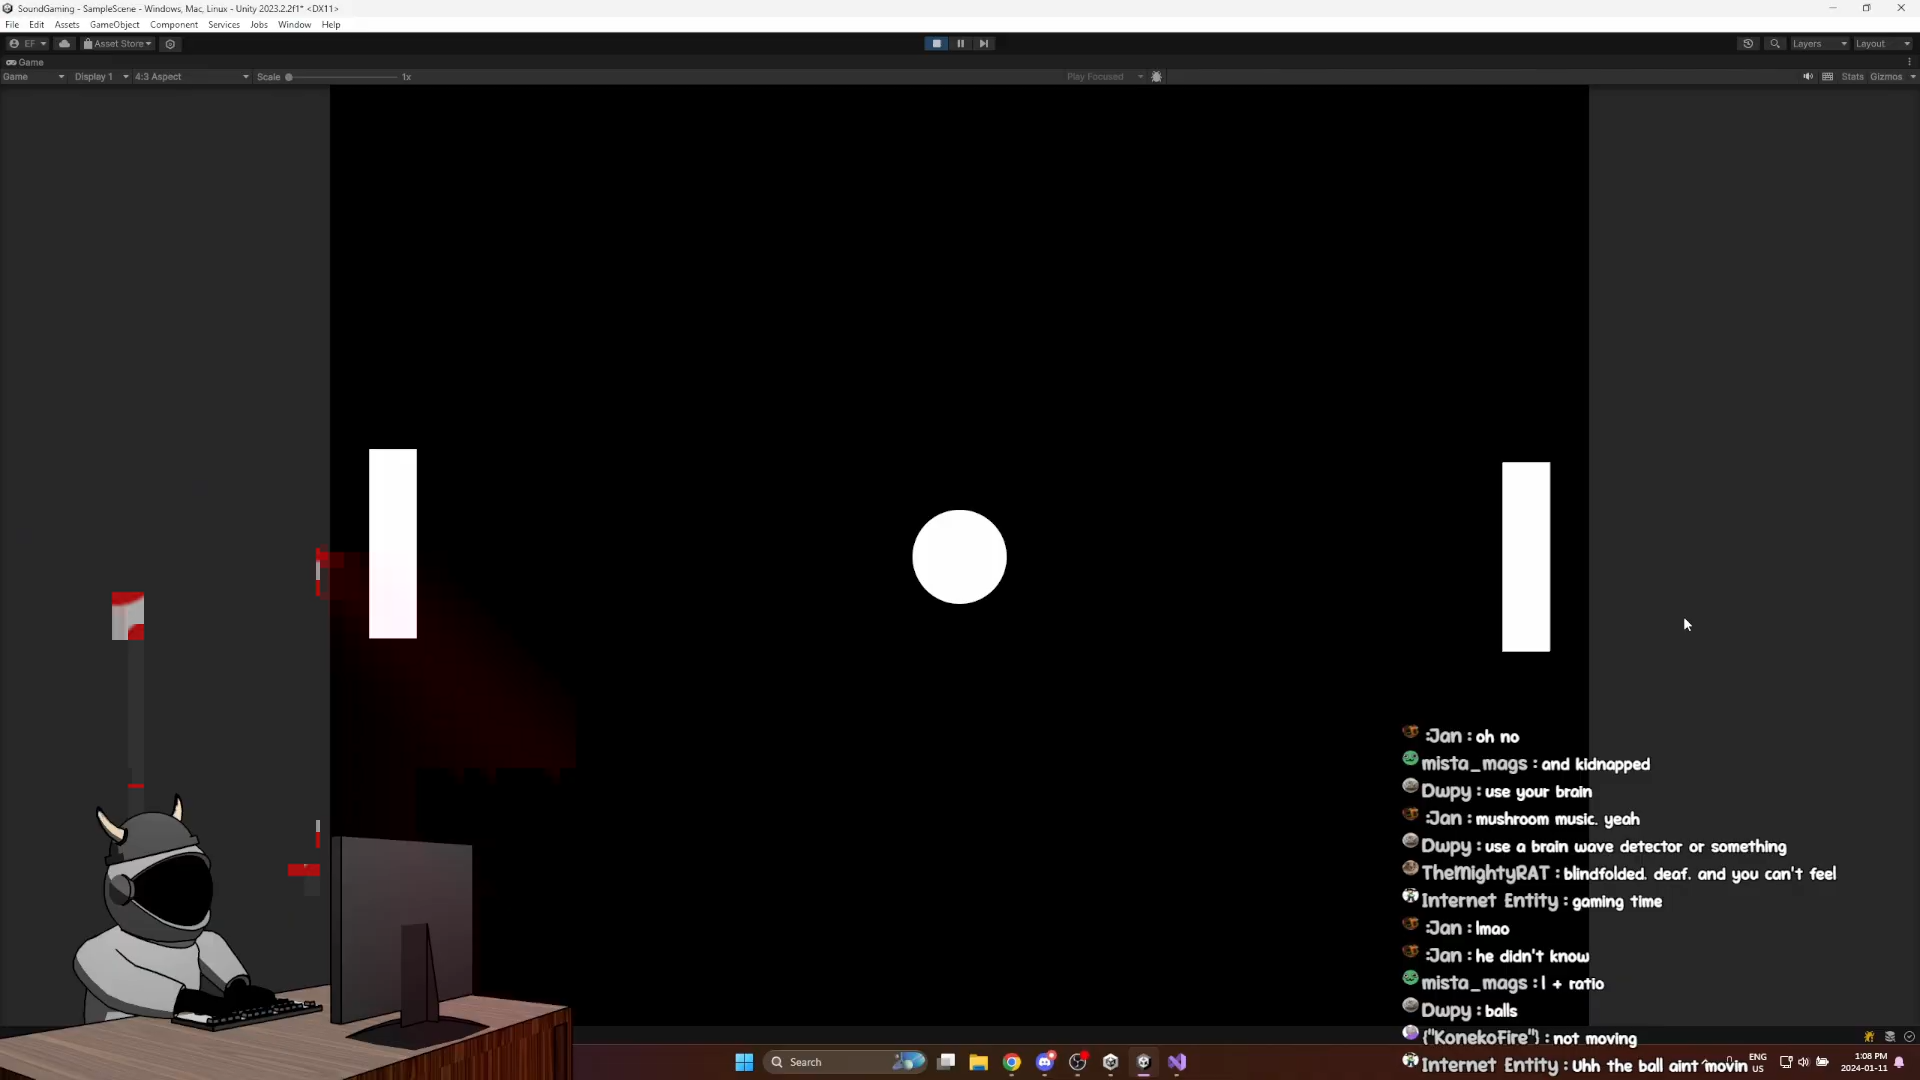 SoundGaming - SampleScene - Windows, Mac, Linux - Unity 2023.2.2f1* <DX11>
File Edit Assets GameObject Component Services Jobs Window Help
EF Asset Store Layers Layout
Game
Game Display 1 4:3 Aspect Scale 1x Play Focused Stats Gizmos
:Jan : oh no
mista_mags : and kidnapped
Dwpy : use your brain
:Jan : mushroom music. yeah
Dwpy : use a brain wave detector or something
TheMightyRAT : blindfolded. deaf. and you can't feel
Internet Entity : gaming time
:Jan : lmao
:Jan : he didn't know
mista_mags : l + ratio
Dwpy : balls
{"KonekoFire"} : not moving
Internet Entity : Uhh the ball aint movin
Search
ENG
US
1:08 PM
2024-01-11